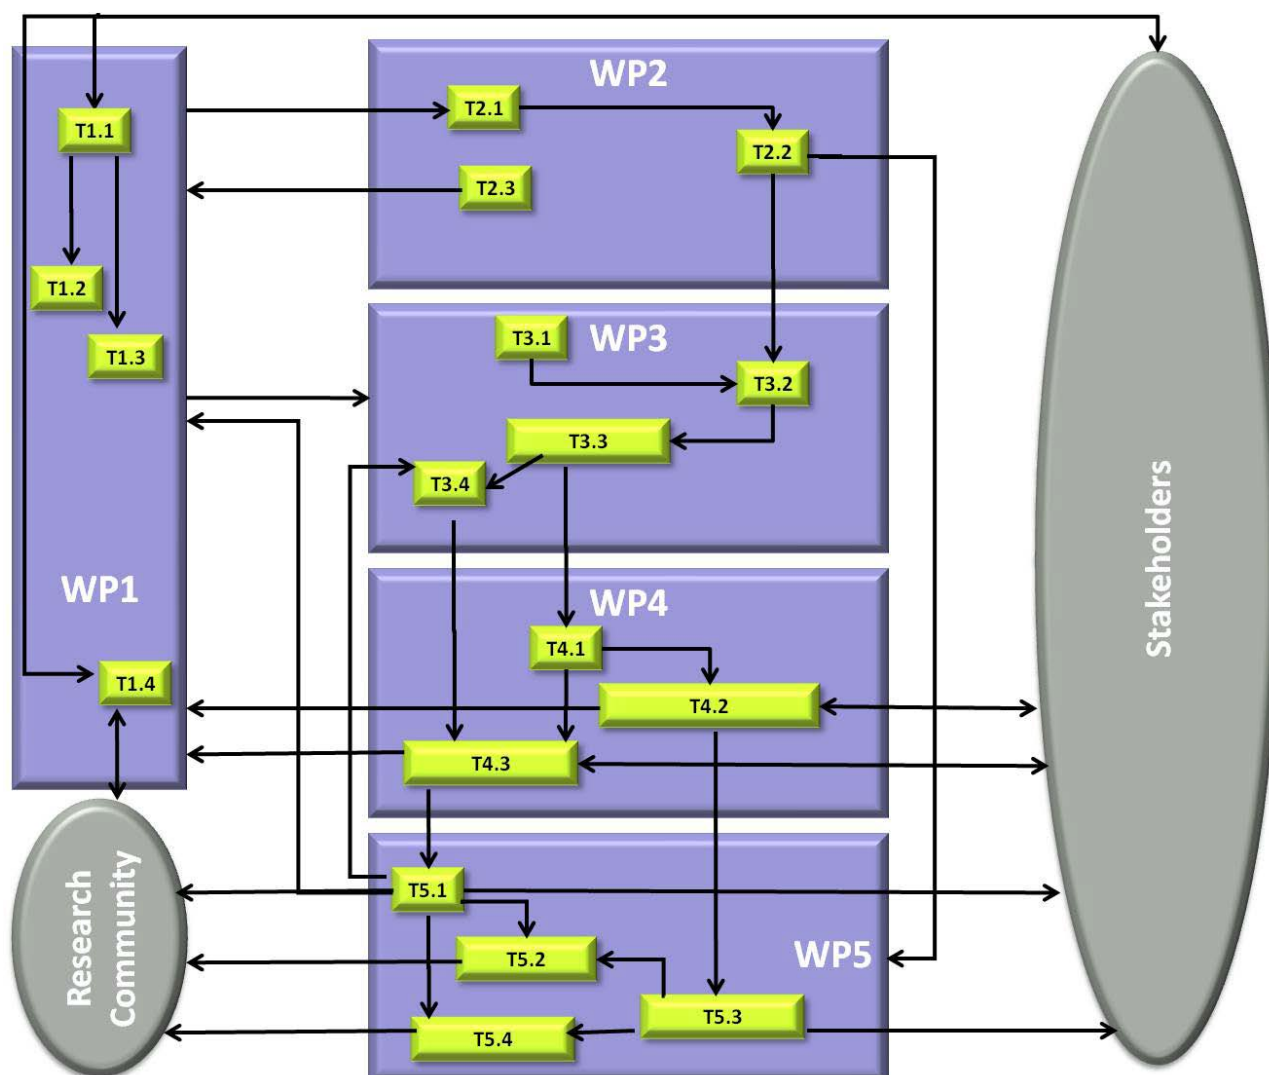 WP1
T1.1
T1.2
T1.3
T1.4
WP2
T2.1
T2.2
T2.3
WP3
T3.1
T3.2
T3.3
T3.4
WP4
T4.1
T4.2
T4.3
WP5
T5.1
T5.2
T5.3
T5.4
Research
Community
Stakeholders